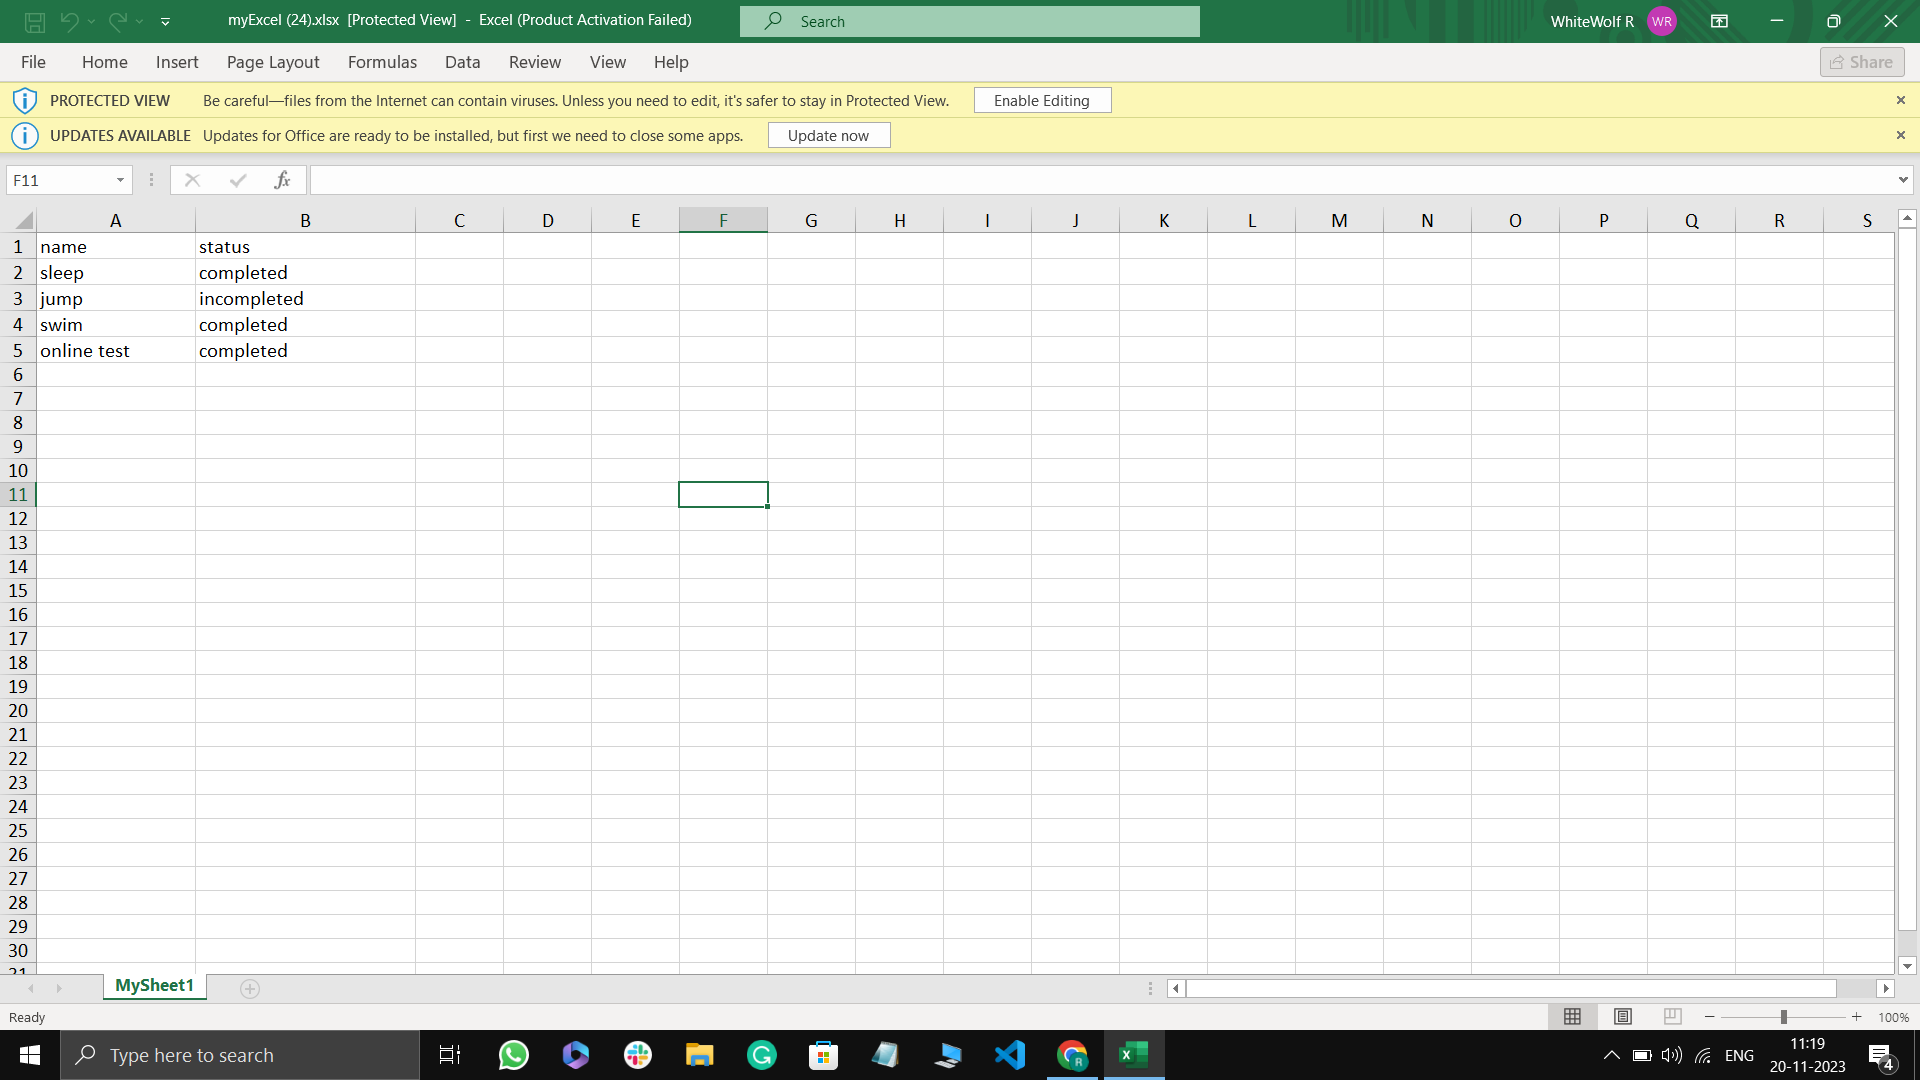 myExcel (24).xlsx  [Protected View]  -  Excel (Product Activation Failed)
Search
WhiteWolf R
WR
File Home Insert Page Layout Formulas Data Review View Help
Share
PROTECTED VIEW Be careful—files from the Internet can contain viruses. Unless you need to edit, it's safer to stay in Protected View. Enable Editing
UPDATES AVAILABLE Updates for Office are ready to be installed, but first we need to close some apps. Update now
F11
fx
A B C D E F G H I J K L M N O P Q R S
1 name status
2 sleep completed
3 jump incompleted
4 swim completed
5 online test completed
6
7
8
9
10
11
12
13
14
15
16
17
18
19
20
21
22
23
24
25
26
27
28
29
30
31
MySheet1
Ready
100%
Type here to search
ENG
11:19
20-11-2023
4